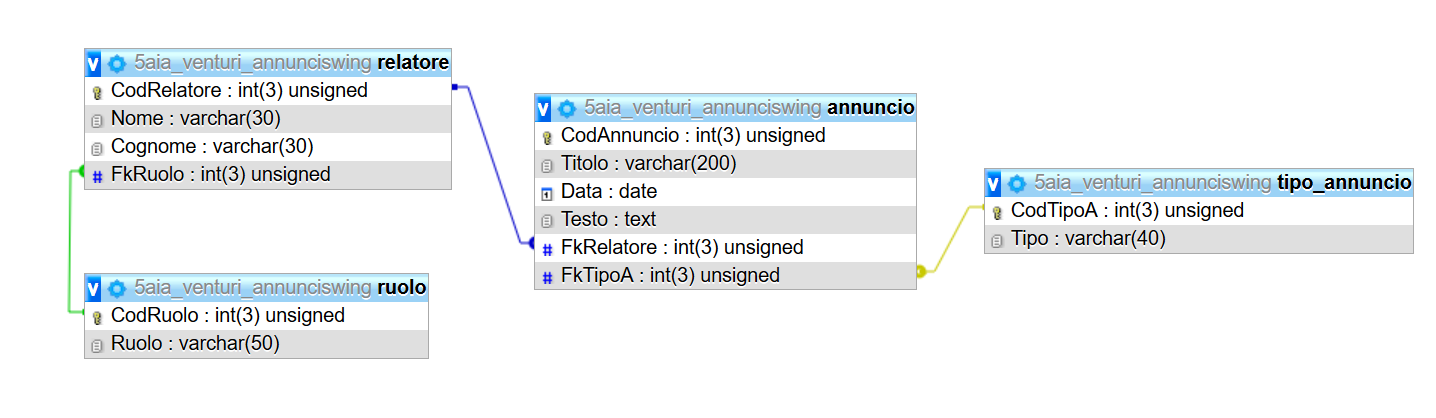 5aia_venturi_annunciswing relatore
CodRelatore : int(3) unsigned
Nome : varchar(30)
Cognome : varchar(30)
FkRuolo : int(3) unsigned
5aia_venturi_annunciswing ruolo
CodRuolo : int(3) unsigned
Ruolo : varchar(50)
5aia_venturi_annunciswing annuncio
CodAnnuncio : int(3) unsigned
Titolo : varchar(200)
Data : date
Testo : text
FkRelatore : int(3) unsigned
FkTipoA : int(3) unsigned
5aia_venturi_annunciswing tipo_annuncio
CodTipoA : int(3) unsigned
Tipo : varchar(40)